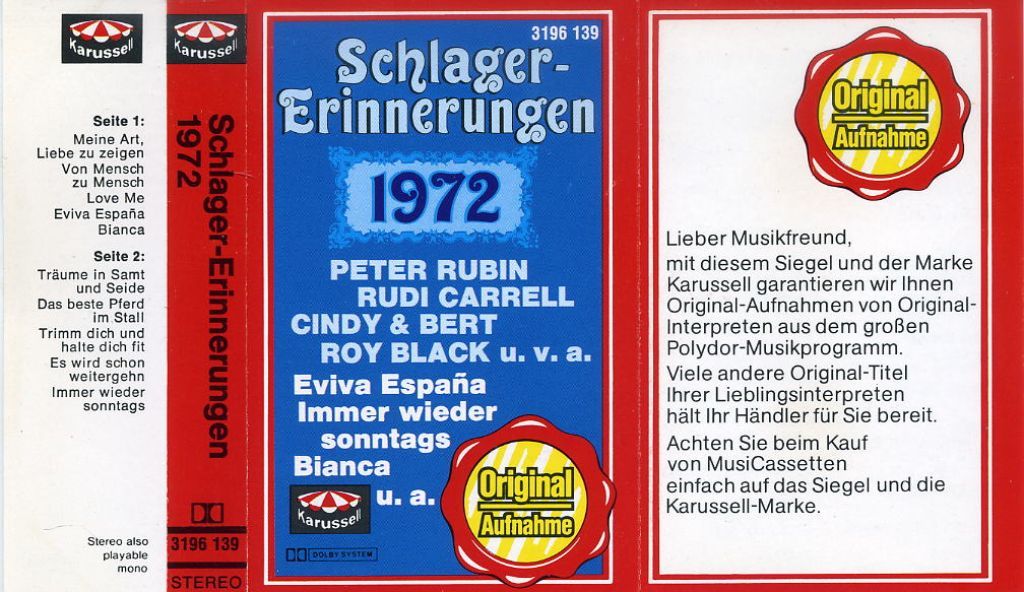 Karussell
Seite 1:
Meine Art,
Liebe zu zeigen
Von Mensch
zu Mensch
Love Me
Eviva España
Bianca
Seite 2:
Träume in Samt
und Seide
Das beste Pferd
im Stall
Trimm dich und
halte dich fit
Es wird schon
weitergehn
Immer wieder
sonntags
Stereo also
playable
mono
Karussell
Schlager-Erinnerungen
1972
3196 139
STEREO
3196 139
Schlager-
Erinnerungen
1972
PETER RUBIN
RUDI CARRELL
CINDY & BERT
ROY BLACK u. v. a.
Eviva España
Immer wieder
sonntags
Bianca
u. a.
Karussell
DOLBY SYSTEM
Original
Aufnahme
Original
Aufnahme
Lieber Musikfreund,
mit diesem Siegel und der Marke
Karussell garantieren wir Ihnen
Original-Aufnahmen von Original-
Interpreten aus dem großen
Polydor-Musikprogramm.
Viele andere Original-Titel
Ihrer Lieblingsinterpreten
hält Ihr Händler für Sie bereit.
Achten Sie beim Kauf
von MusiCassetten
einfach auf das Siegel und die
Karussell-Marke.